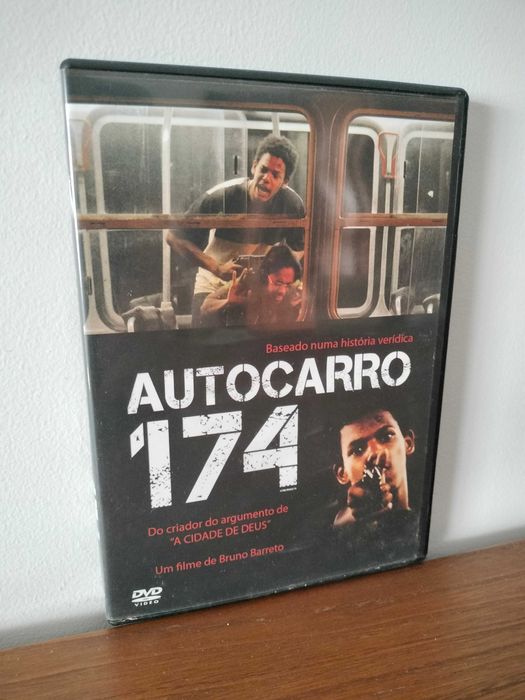 Baseado numa história verídica
AUTOCARRO
174
Do criador do argumento de
"A CIDADE DE DEUS"
Um filme de Bruno Barreto
DVD
VIDEO